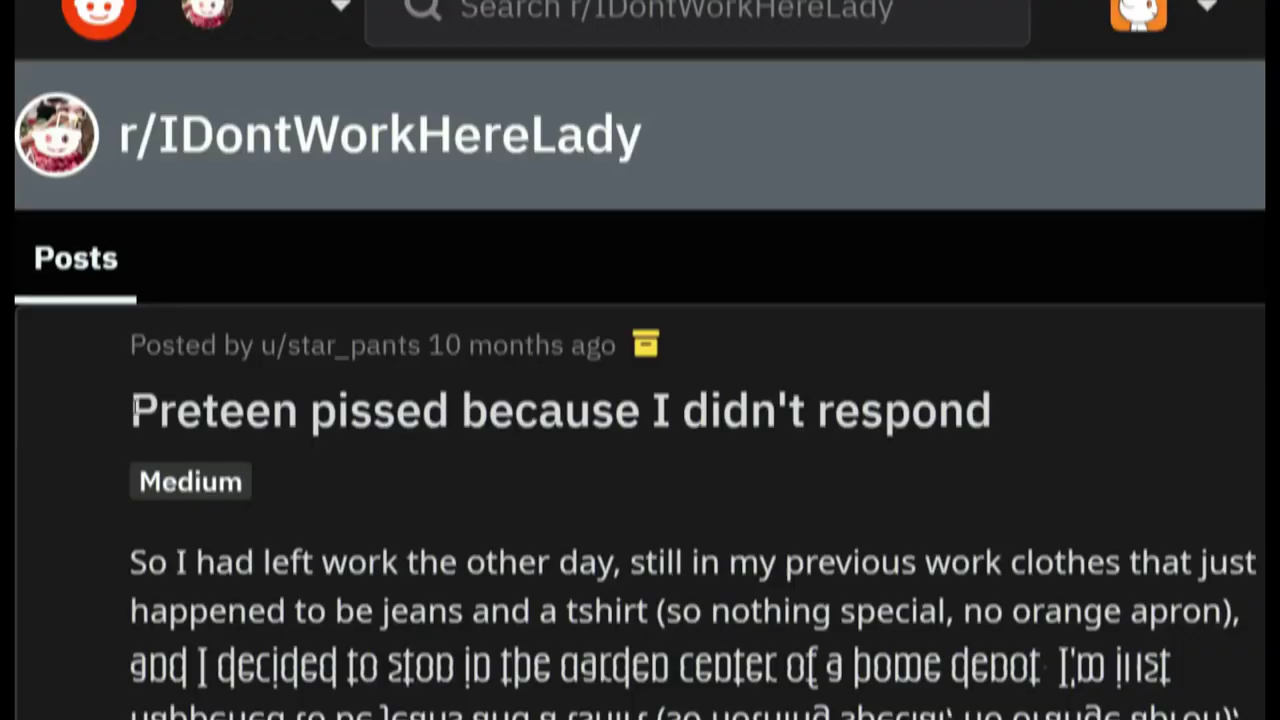 Search r/IDontWorkHereLady
r/IDontWorkHereLady
Posts
Posted by u/star_pants 10 months ago
Preteen pissed because I didn't respond
Medium
So I had left work the other day, still in my previous work clothes that just
happened to be jeans and a tshirt (so nothing special, no orange apron),
and I decided to stop in the garden center of a home depot. I'm just